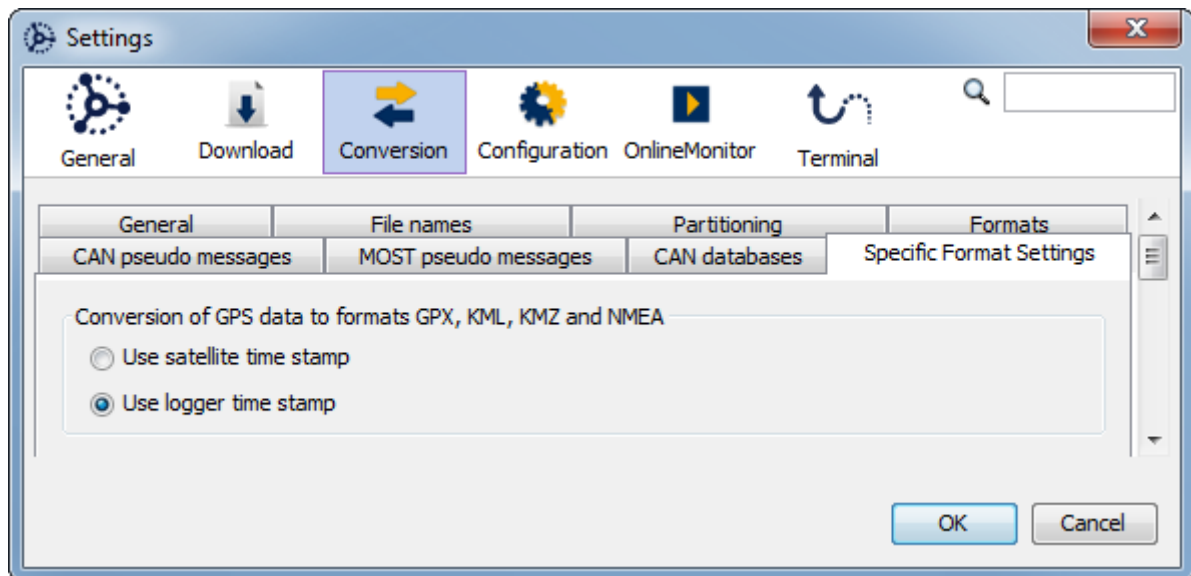 Settings
General Download Conversion Configuration OnlineMonitor Terminal
General File names Partitioning Formats
CAN pseudo messages MOST pseudo messages CAN databases Specific Format Settings
Conversion of GPS data to formats GPX, KML, KMZ and NMEA
Use satellite time stamp
Use logger time stamp
OK Cancel